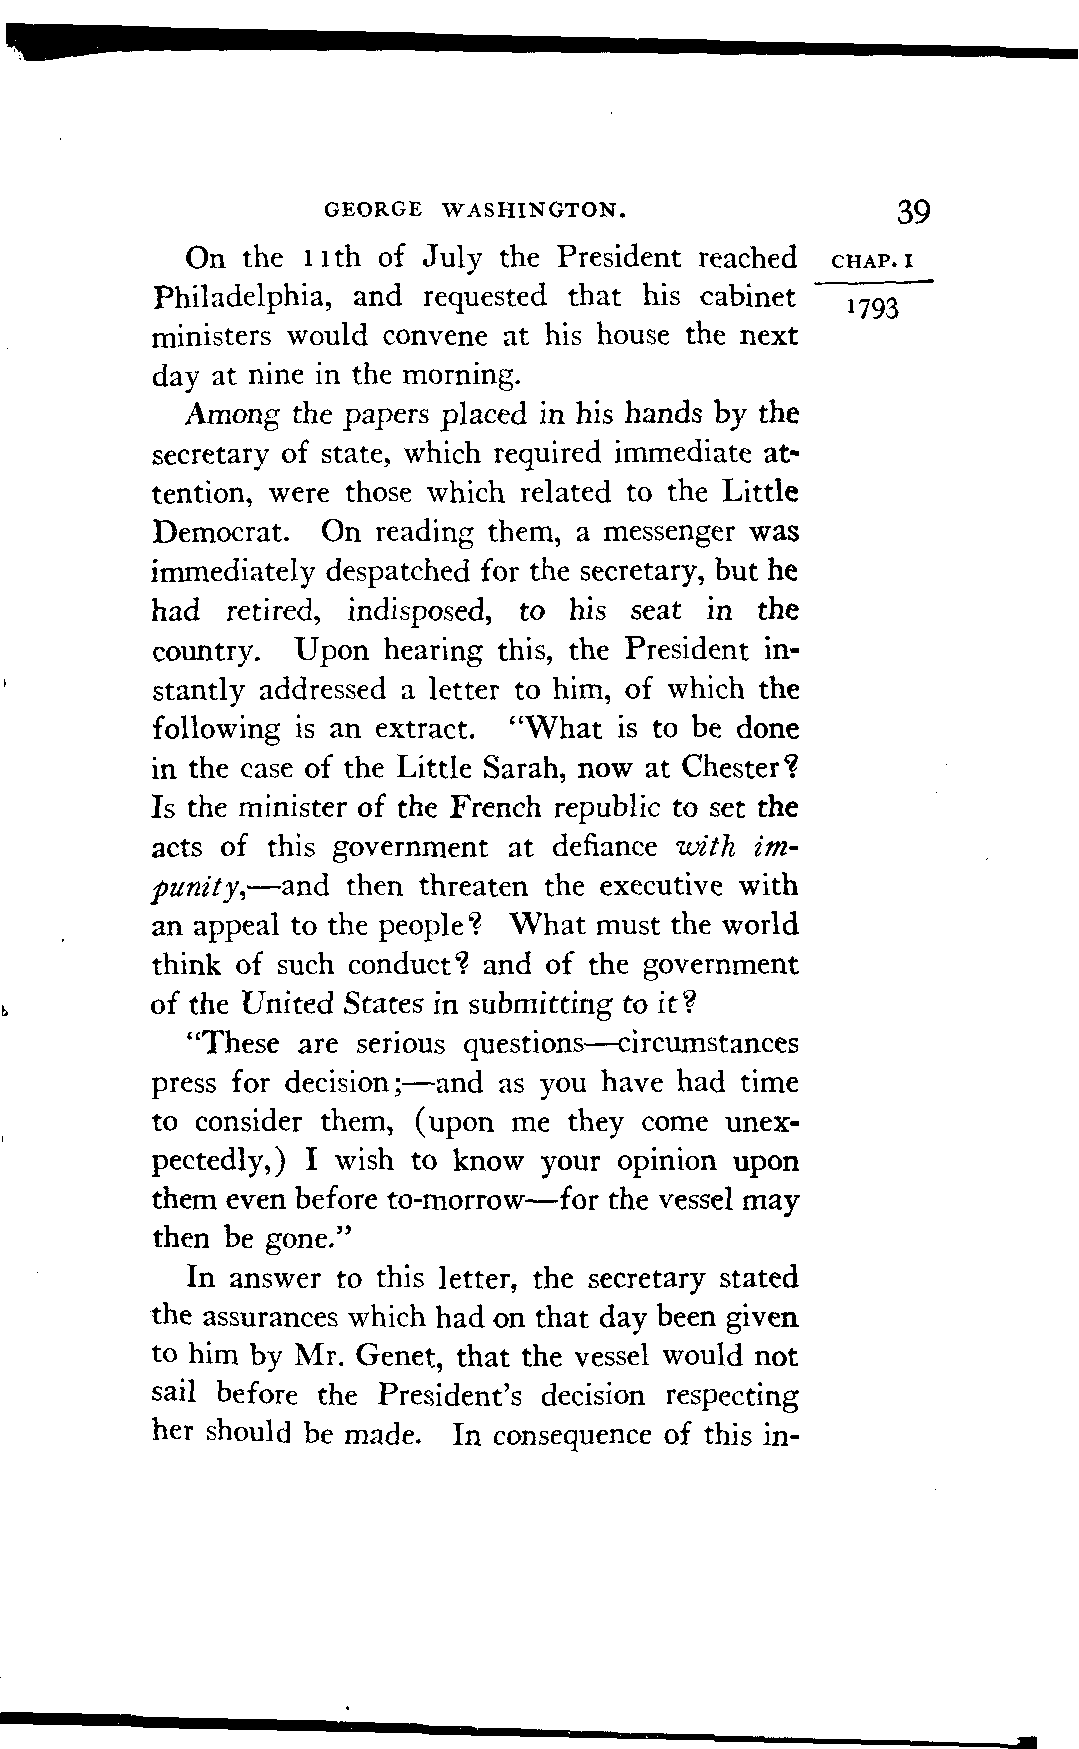 GEORGE WASHINGTON. 39
On the 11th of July the President reached CHAP. I
Philadelphia, and requested that his cabinet 1793
ministers would convene at his house the next
day at nine in the morning.
Among the papers placed in his hands by the
secretary of state, which required immediate at-
tention, were those which related to the Little
Democrat. On reading them, a messenger was
immediately despatched for the secretary, but he
had retired, indisposed, to his seat in the
country. Upon hearing this, the President in-
stantly addressed a letter to him, of which the
following is an extract. “What is to be done
in the case of the Little Sarah, now at Chester?
Is the minister of the French republic to set the
acts of this government at defiance with im-
punity,—and then threaten the executive with
an appeal to the people? What must the world
think of such conduct? and of the government
of the United States in submitting to it?
“These are serious questions—circumstances
press for decision;—and as you have had time
to consider them, (upon me they come unex-
pectedly,) I wish to know your opinion upon
them even before to-morrow—for the vessel may
then be gone.”
In answer to this letter, the secretary stated
the assurances which had on that day been given
to him by Mr. Genet, that the vessel would not
sail before the President's decision respecting
her should be made. In consequence of this in-